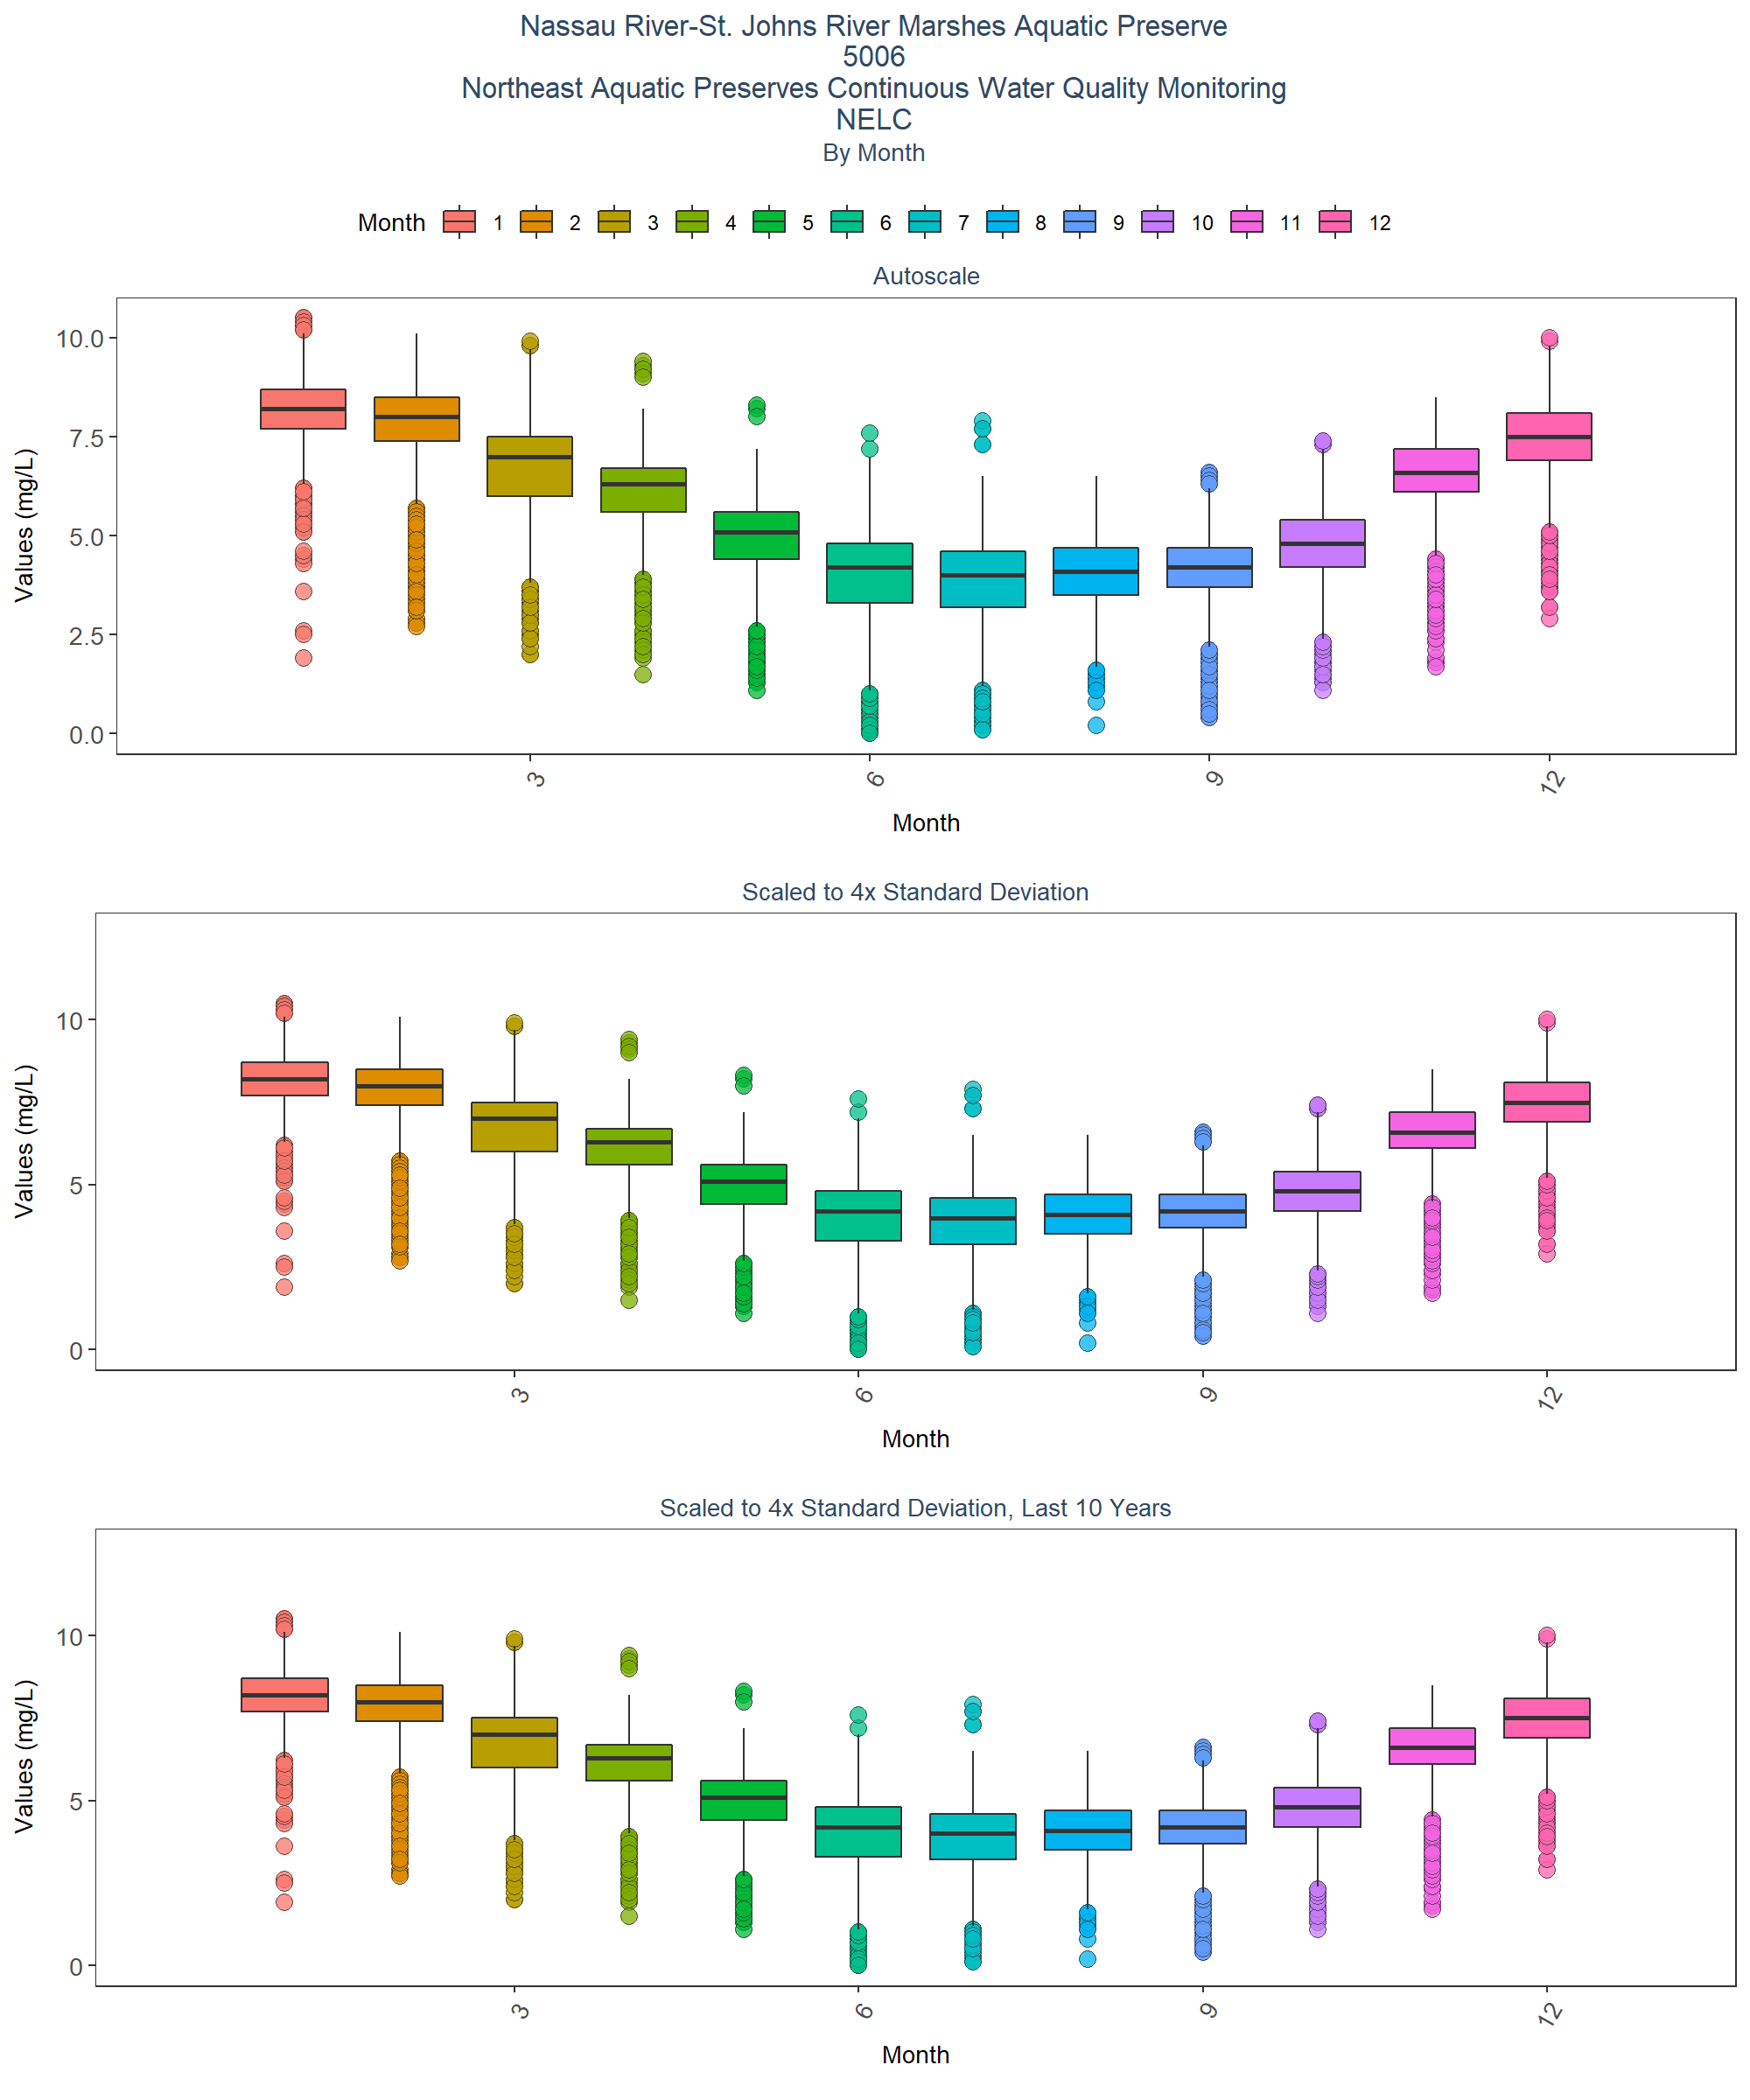 Nassau River-St. Johns River Marshes Aquatic Preserve
5006
Northeast Aquatic Preserves Continuous Water Quality Monitoring
NELC
By Month
Month 1 2 3 4 5 6 7 8 9 10 11 12
Autoscale
Values (mg/L)
10.0
7.5
5.0
2.5
0.0
3 6 9 12
Month
Scaled to 4x Standard Deviation
Values (mg/L)
10
5
0
3 6 9 12
Month
Scaled to 4x Standard Deviation, Last 10 Years
Values (mg/L)
10
5
0
3 6 9 12
Month